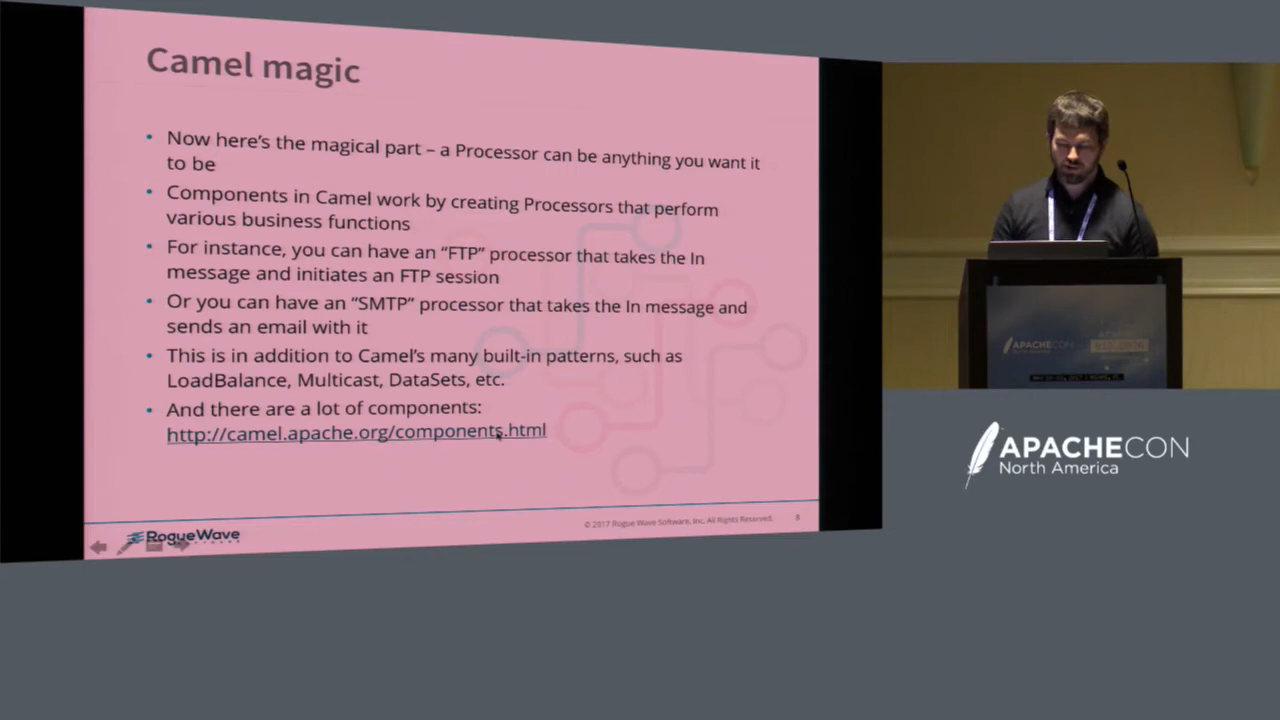 Camel magic
• Now here's the magical part – a Processor can be anything you want it
to be
• Components in Camel work by creating Processors that perform
various business functions
• For instance, you can have an “FTP” processor that takes the In
message and initiates an FTP session
• Or you can have an “SMTP” processor that takes the In message and
sends an email with it
• This is in addition to Camel's many built-in patterns, such as
LoadBalance, Multicast, DataSets, etc.
• And there are a lot of components:
http://camel.apache.org/components.html
© 2017 Rogue Wave Software, Inc. All Rights Reserved. 8
RogueWave
APACHECON
North America
APACHECON
North America